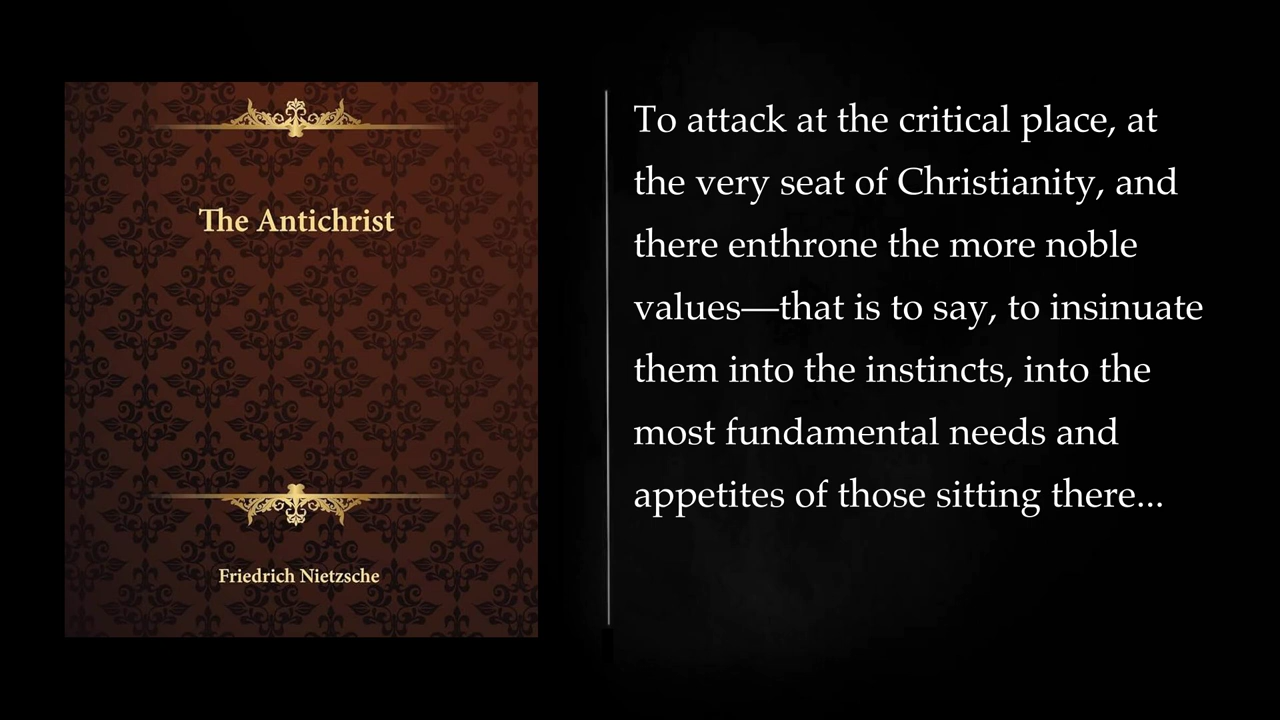 The Antichrist
Friedrich Nietzsche
To attack at the critical place, at
the very seat of Christianity, and
there enthrone the more noble
values—that is to say, to insinuate
them into the instincts, into the
most fundamental needs and
appetites of those sitting there...